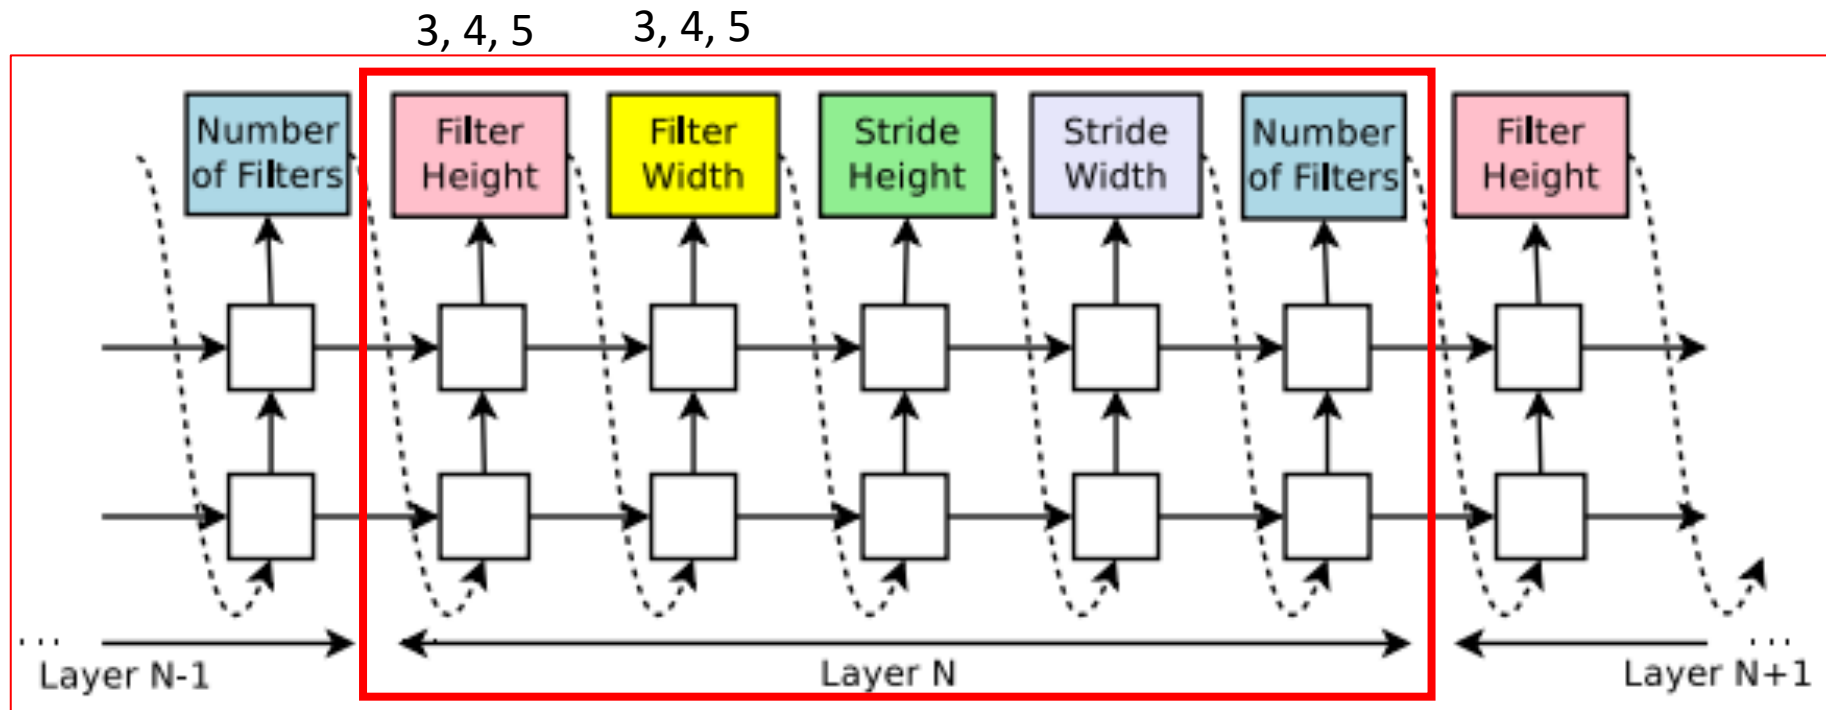 3, 4, 5
3, 4, 5
Number
of Filters
Filter
Height
Filter
Width
Stride
Height
Stride
Width
Number
of Filters
Filter
Height
...
Layer N-1
Layer N
...
Layer N+1